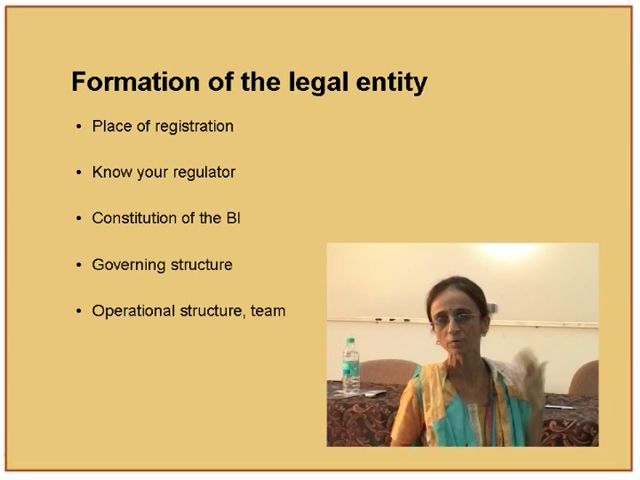 Formation of the legal entity
• Place of registration
• Know your regulator
• Constitution of the BI
• Governing structure
• Operational structure, team